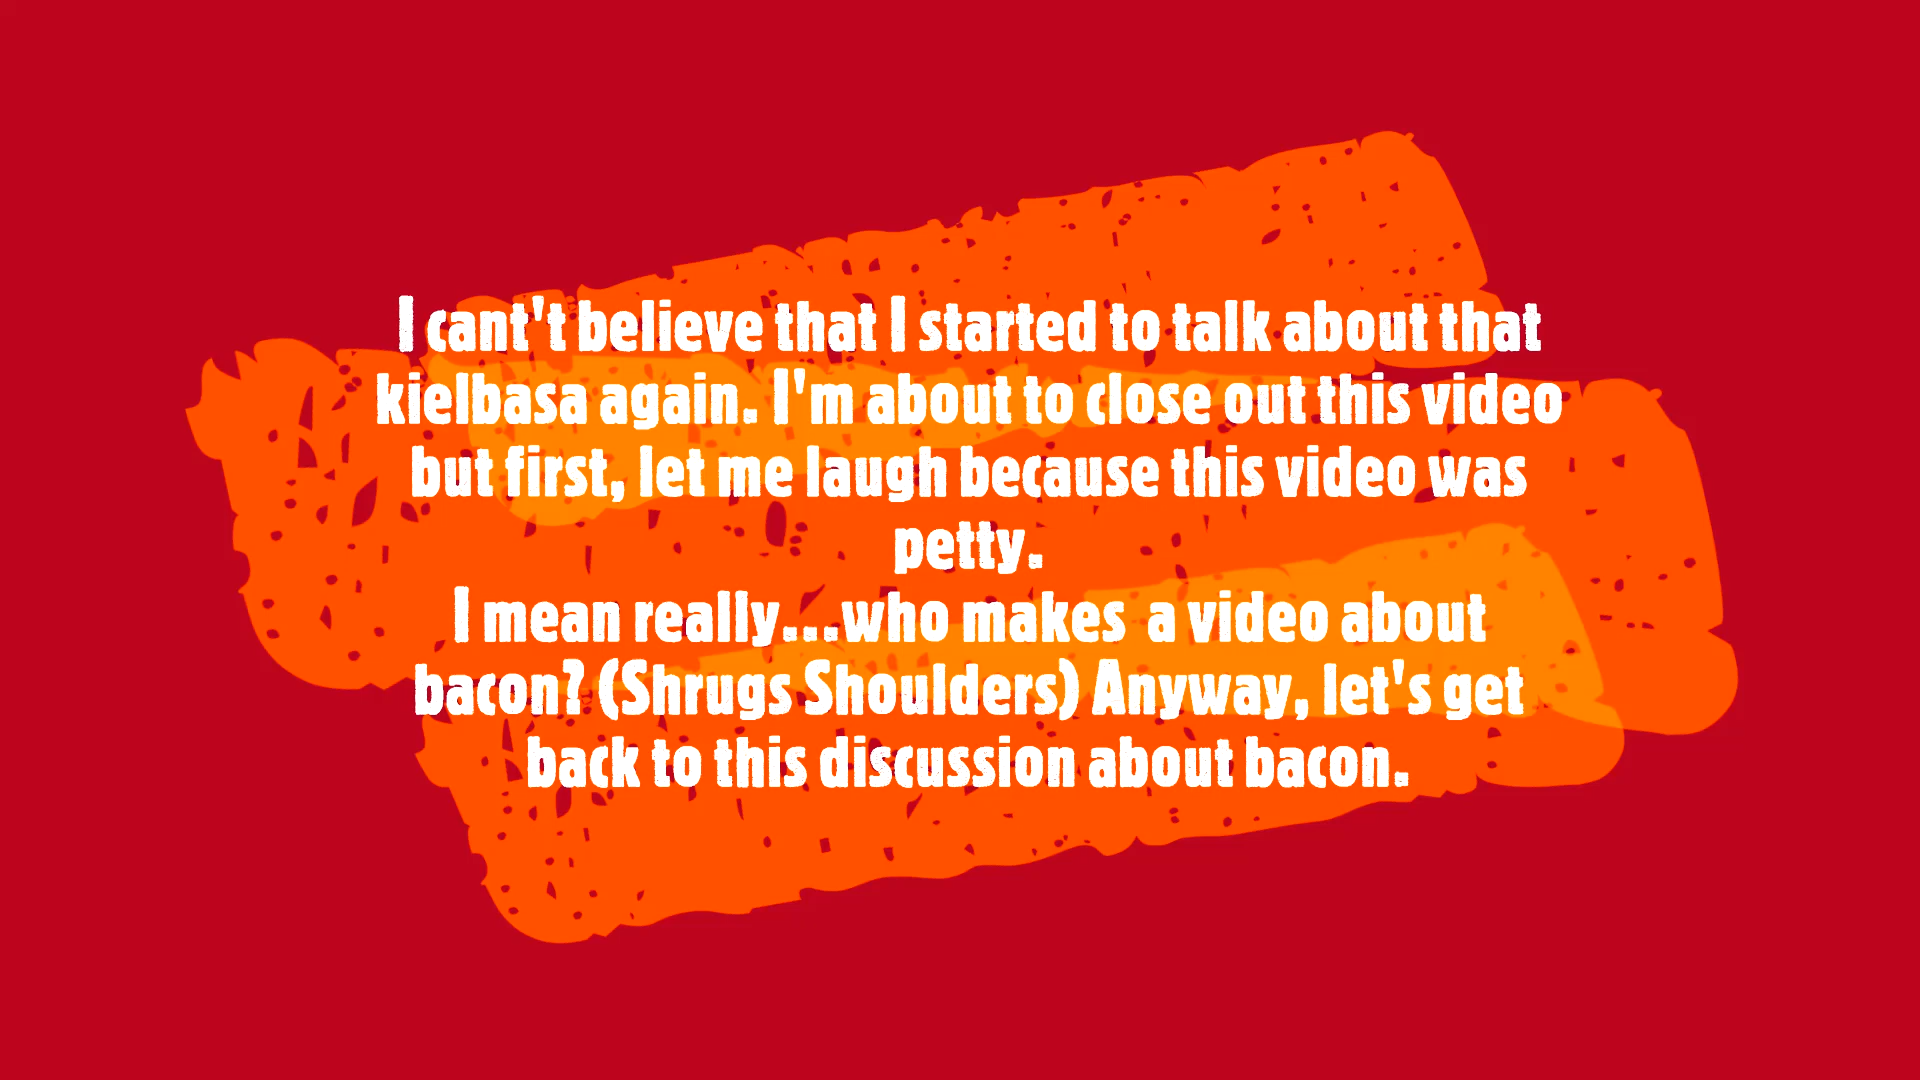 I cant't believe that I started to talk about that
kielbasa again. I'm about to close out this video
but first, let me laugh because this video was
petty.
I mean really...who makes a video about
bacon? (Shrugs Shoulders) Anyway, let's get
back to this discussion about bacon.